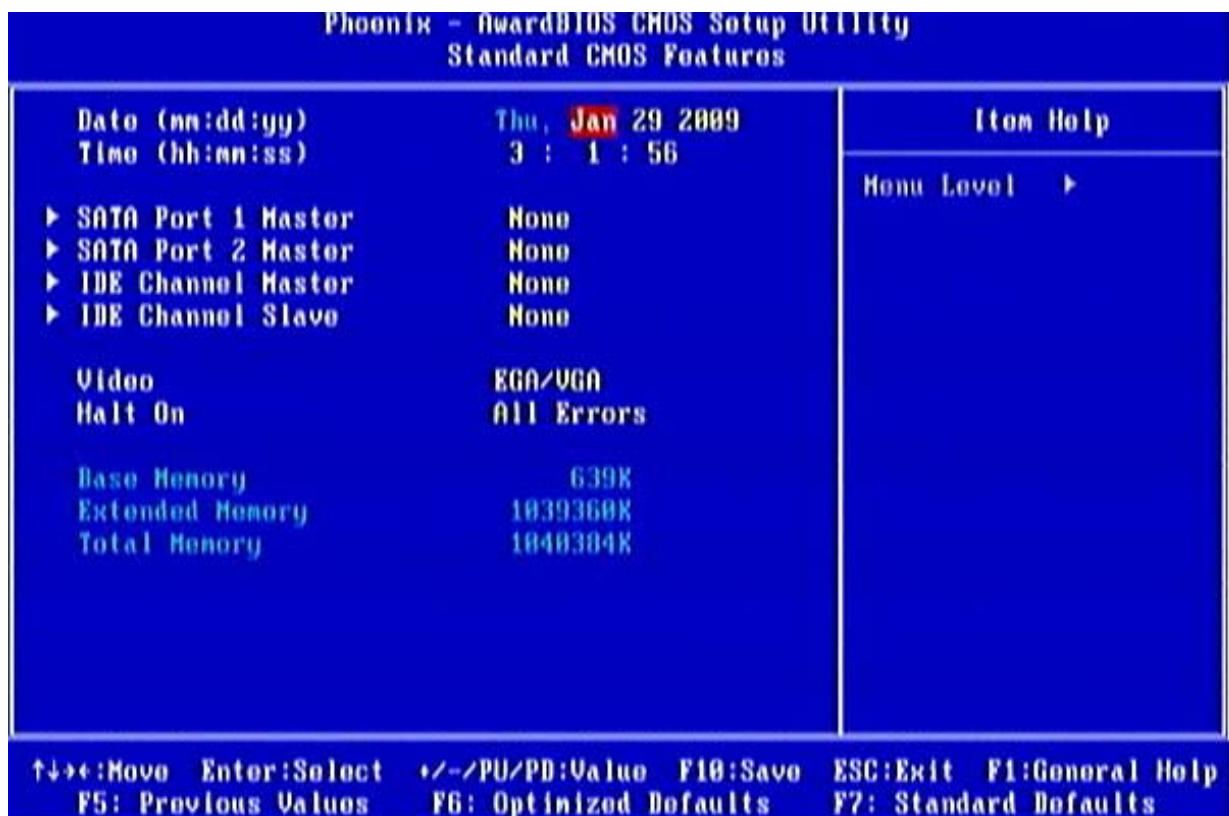 Phoenix - AwardBIOS CMOS Setup Utility
Standard CMOS Features
Date (mm:dd:yy) Thu, Jan 29 2009
Time (hh:mm:ss) 3 : 1 : 56
SATA Port 1 Master None
SATA Port 2 Master None
IDE Channel Master None
IDE Channel Slave None
Video EGA/VGA
Halt On All Errors
Base Memory 639K
Extended Memory 1039360K
Total Memory 1040384K
Item Help
Menu Level ►
↑↓→←:Move Enter:Select +/-/PU/PD:Value F10:Save ESC:Exit F1:General Help
F5: Previous Values F6: Optimized Defaults F7: Standard Defaults